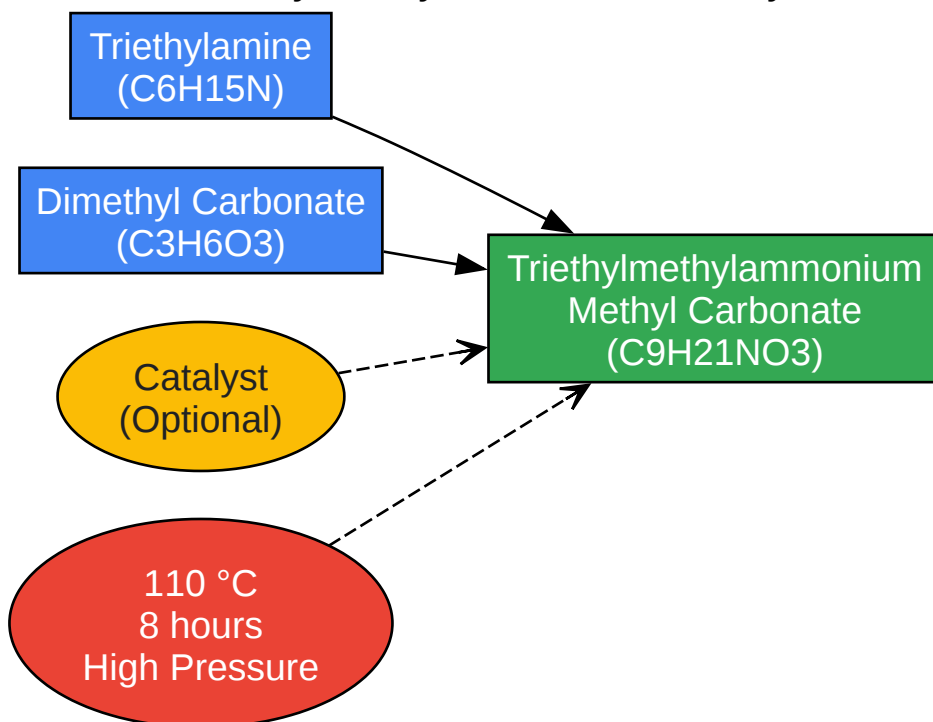 Triethylamine
(C6H15N)
Dimethyl Carbonate
(C3H6O3)
Triethylmethylammonium
Methyl Carbonate
(C9H21NO3)
Catalyst
(Optional)
110 °C
8 hours
High Pressure